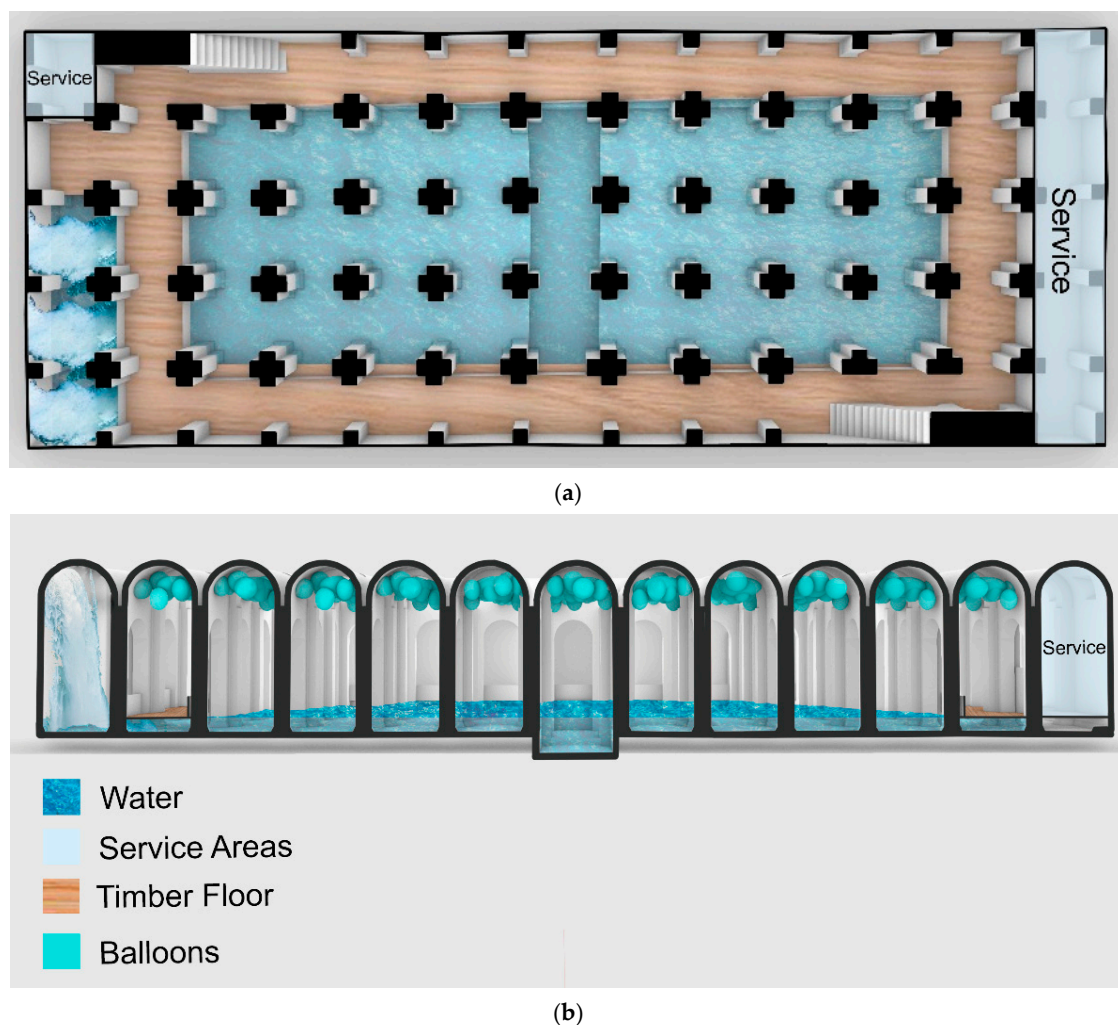 Service
Service
(a)
Service
Water
Service Areas
Timber Floor
Balloons
(b)